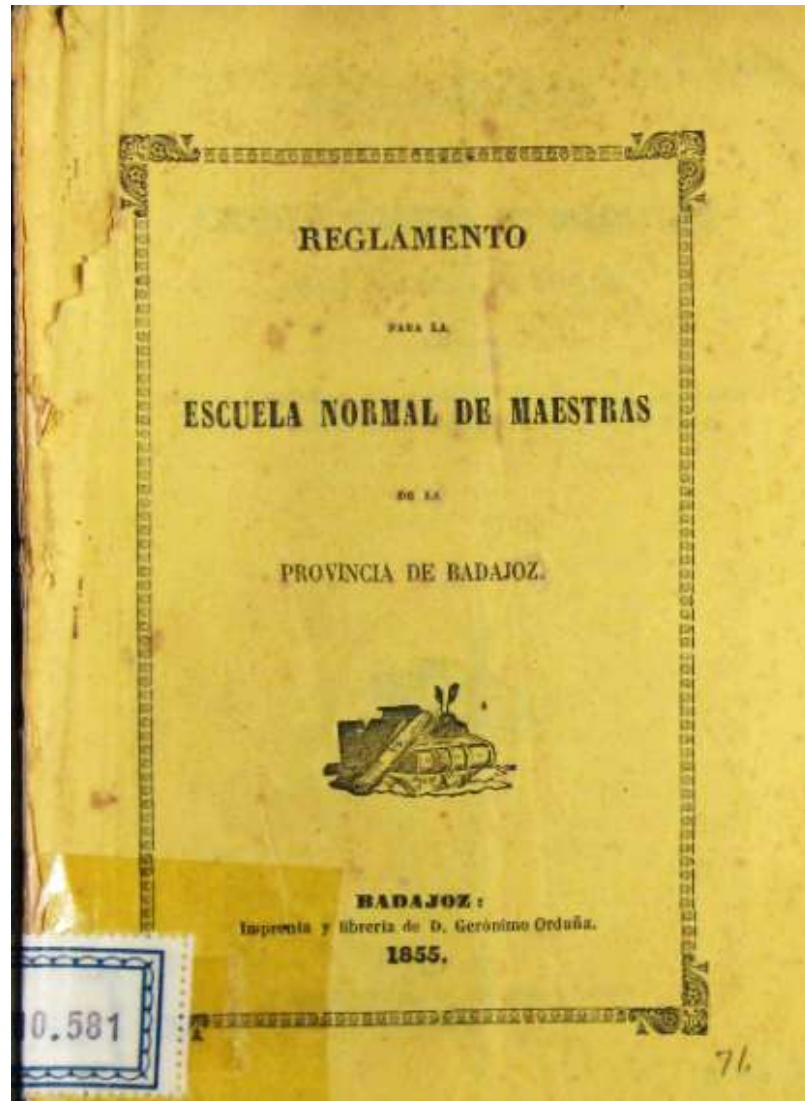 REGLAMENTO
PARA LA
ESCUELA NORMAL DE MAESTRAS
DE LA
PROVINCIA DE BADAJOZ.
BADAJOZ:
Imprenta y libreria de D. Gerónimo Orduña.
1855.
0.581
71.